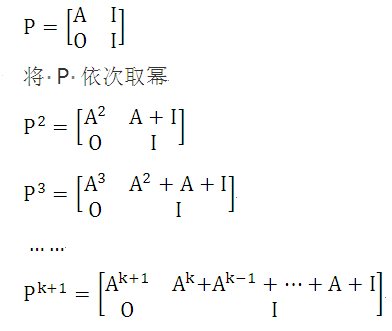 P = [A I
O I]
将·P·依次取幂
P² = [A² A + I
O I]
P³ = [A³ A² + A + I
O I]
……
Pᵏ⁺¹ = [Aᵏ⁺¹ Aᵏ+Aᵏ⁻¹ + ⋯ + A + I
O I]